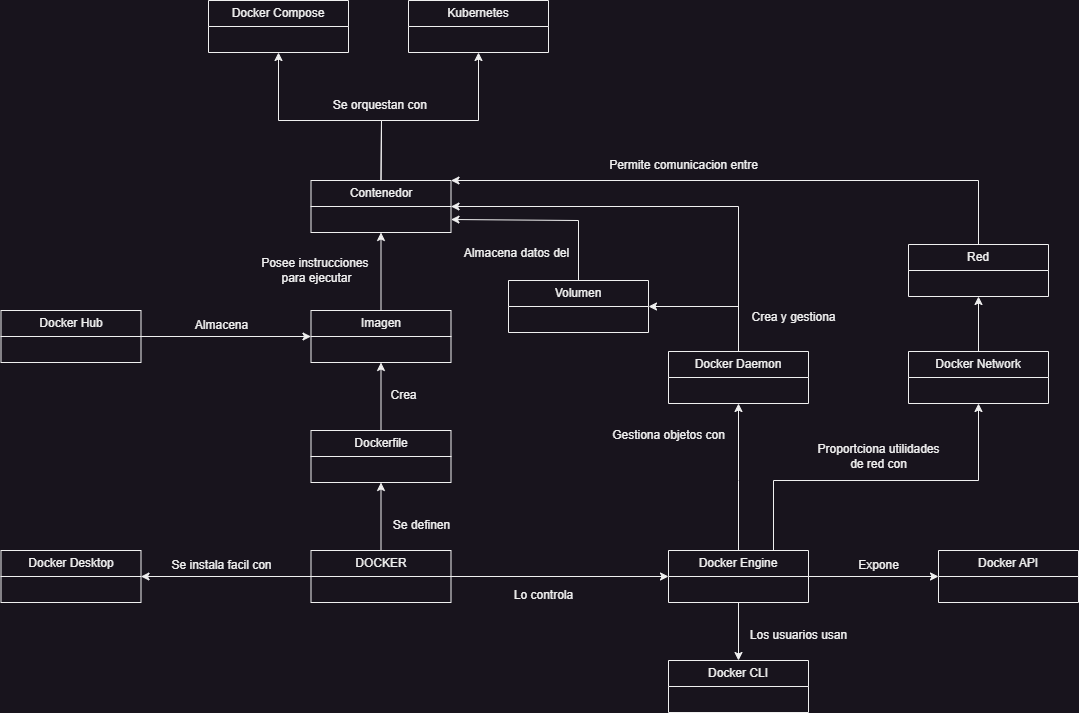 Docker Compose
Kubernetes
Se orquestan con
Permite comunicacion entre
Contenedor
Almacena datos del
Red
Posee instrucciones
para ejecutar
Volumen
Docker Hub
Almacena
Imagen
Crea y gestiona
Docker Daemon
Docker Network
Crea
Gestiona objetos con
Dockerfile
Proportciona utilidades
de red con
Se definen
Docker Desktop
Se instala facil con
DOCKER
Lo controla
Docker Engine
Expone
Docker API
Los usuarios usan
Docker CLI